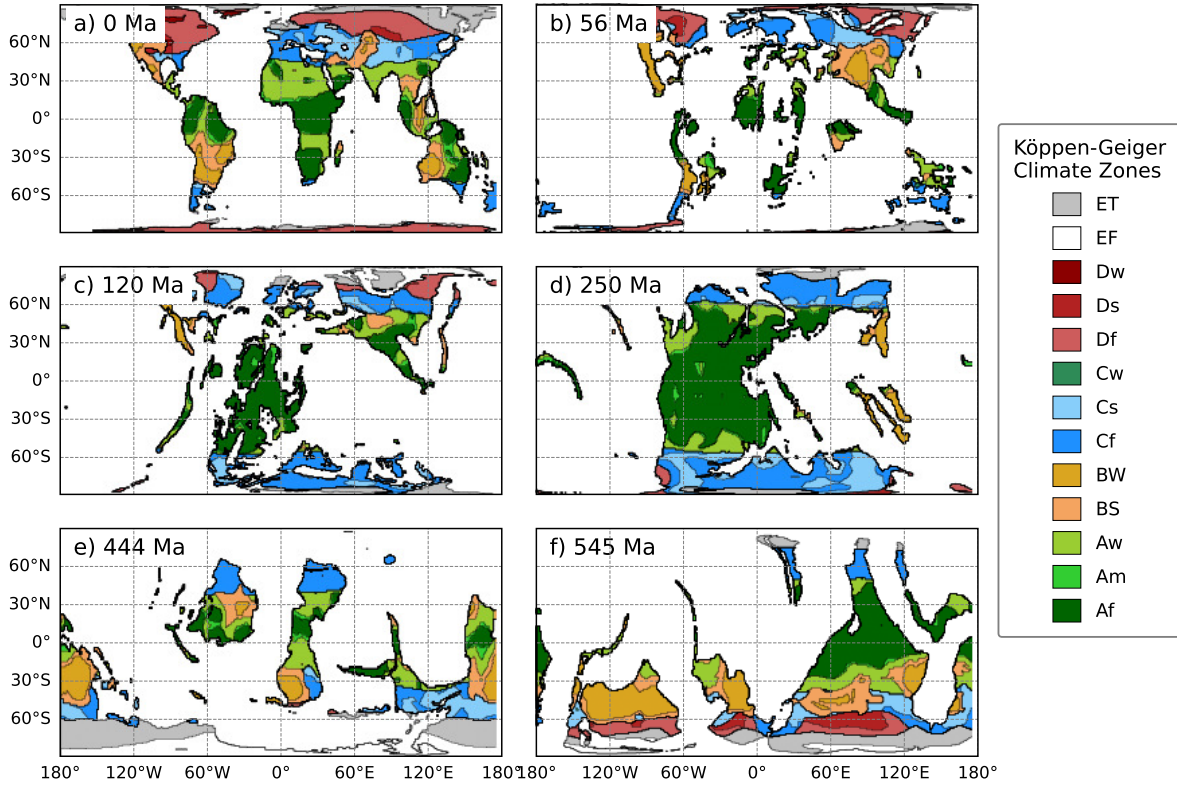 a) 0 Ma
b) 56 Ma
60°N
30°N
0°
30°S
60°S
c) 120 Ma
d) 250 Ma
60°N
30°N
0°
30°S
60°S
e) 444 Ma
f) 545 Ma
60°N
30°N
0°
30°S
60°S
180° 120°W 60°W 0° 60°E 120°E 180°
180° 120°W 60°W 0° 60°E 120°E 180°
Köppen-Geiger
Climate Zones
ET
EF
Dw
Ds
Df
Cw
Cs
Cf
BW
BS
Aw
Am
Af